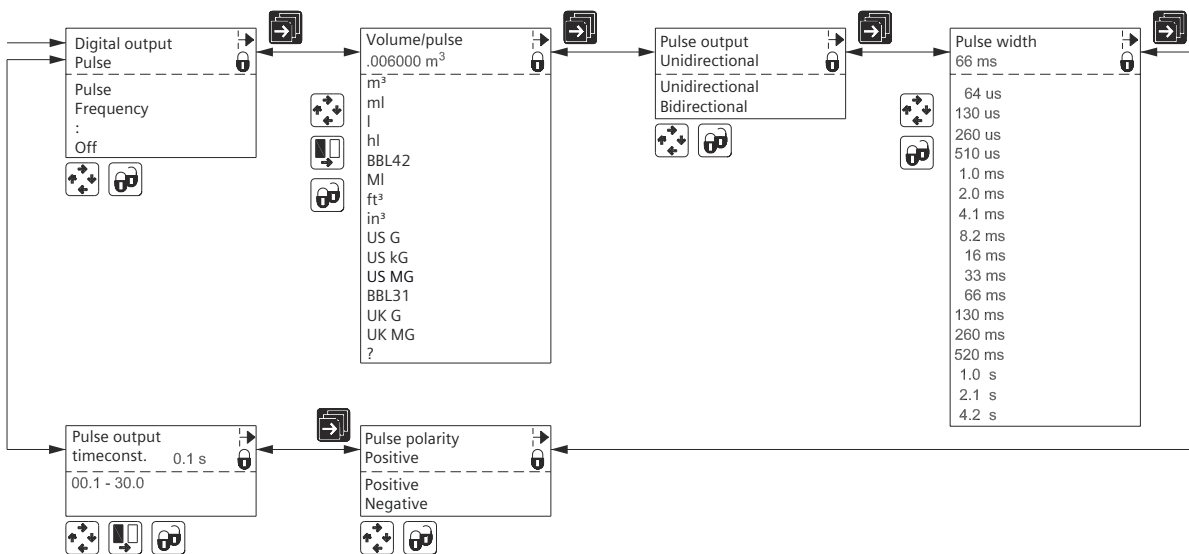 Digital output
Pulse
Pulse
Frequency
:
Off
Volume/pulse
.006000 m³
m³
ml
l
hl
BBL42
Ml
ft³
in³
US G
US kG
US MG
BBL31
UK G
UK MG
?
Pulse output
Unidirectional
Unidirectional
Bidirectional
Pulse width
66 ms
64 us
130 us
260 us
510 us
1.0 ms
2.0 ms
4.1 ms
8.2 ms
16 ms
33 ms
66 ms
130 ms
260 ms
520 ms
1.0 s
2.1 s
4.2 s
Pulse output
timeconst. 0.1 s
00.1 - 30.0
Pulse polarity
Positive
Positive
Negative